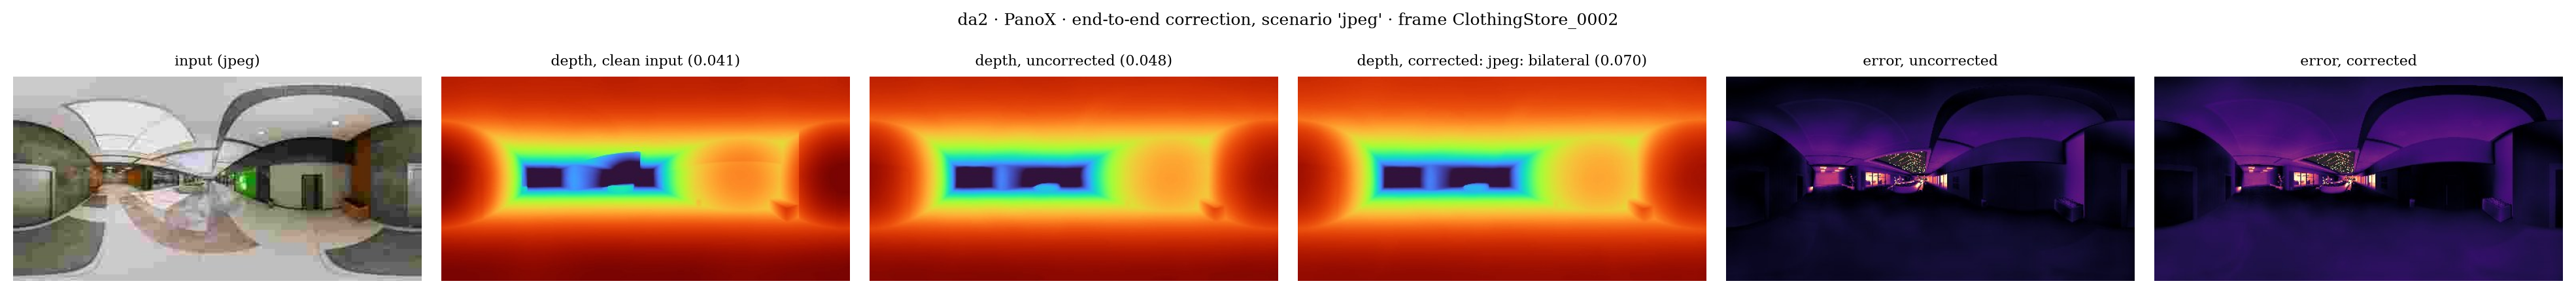 da2 · PanoX · end-to-end correction, scenario 'jpeg' · frame ClothingStore_0002
input (jpeg)
depth, clean input (0.041)
depth, uncorrected (0.048)
depth, corrected: jpeg: bilateral (0.070)
error, uncorrected
error, corrected